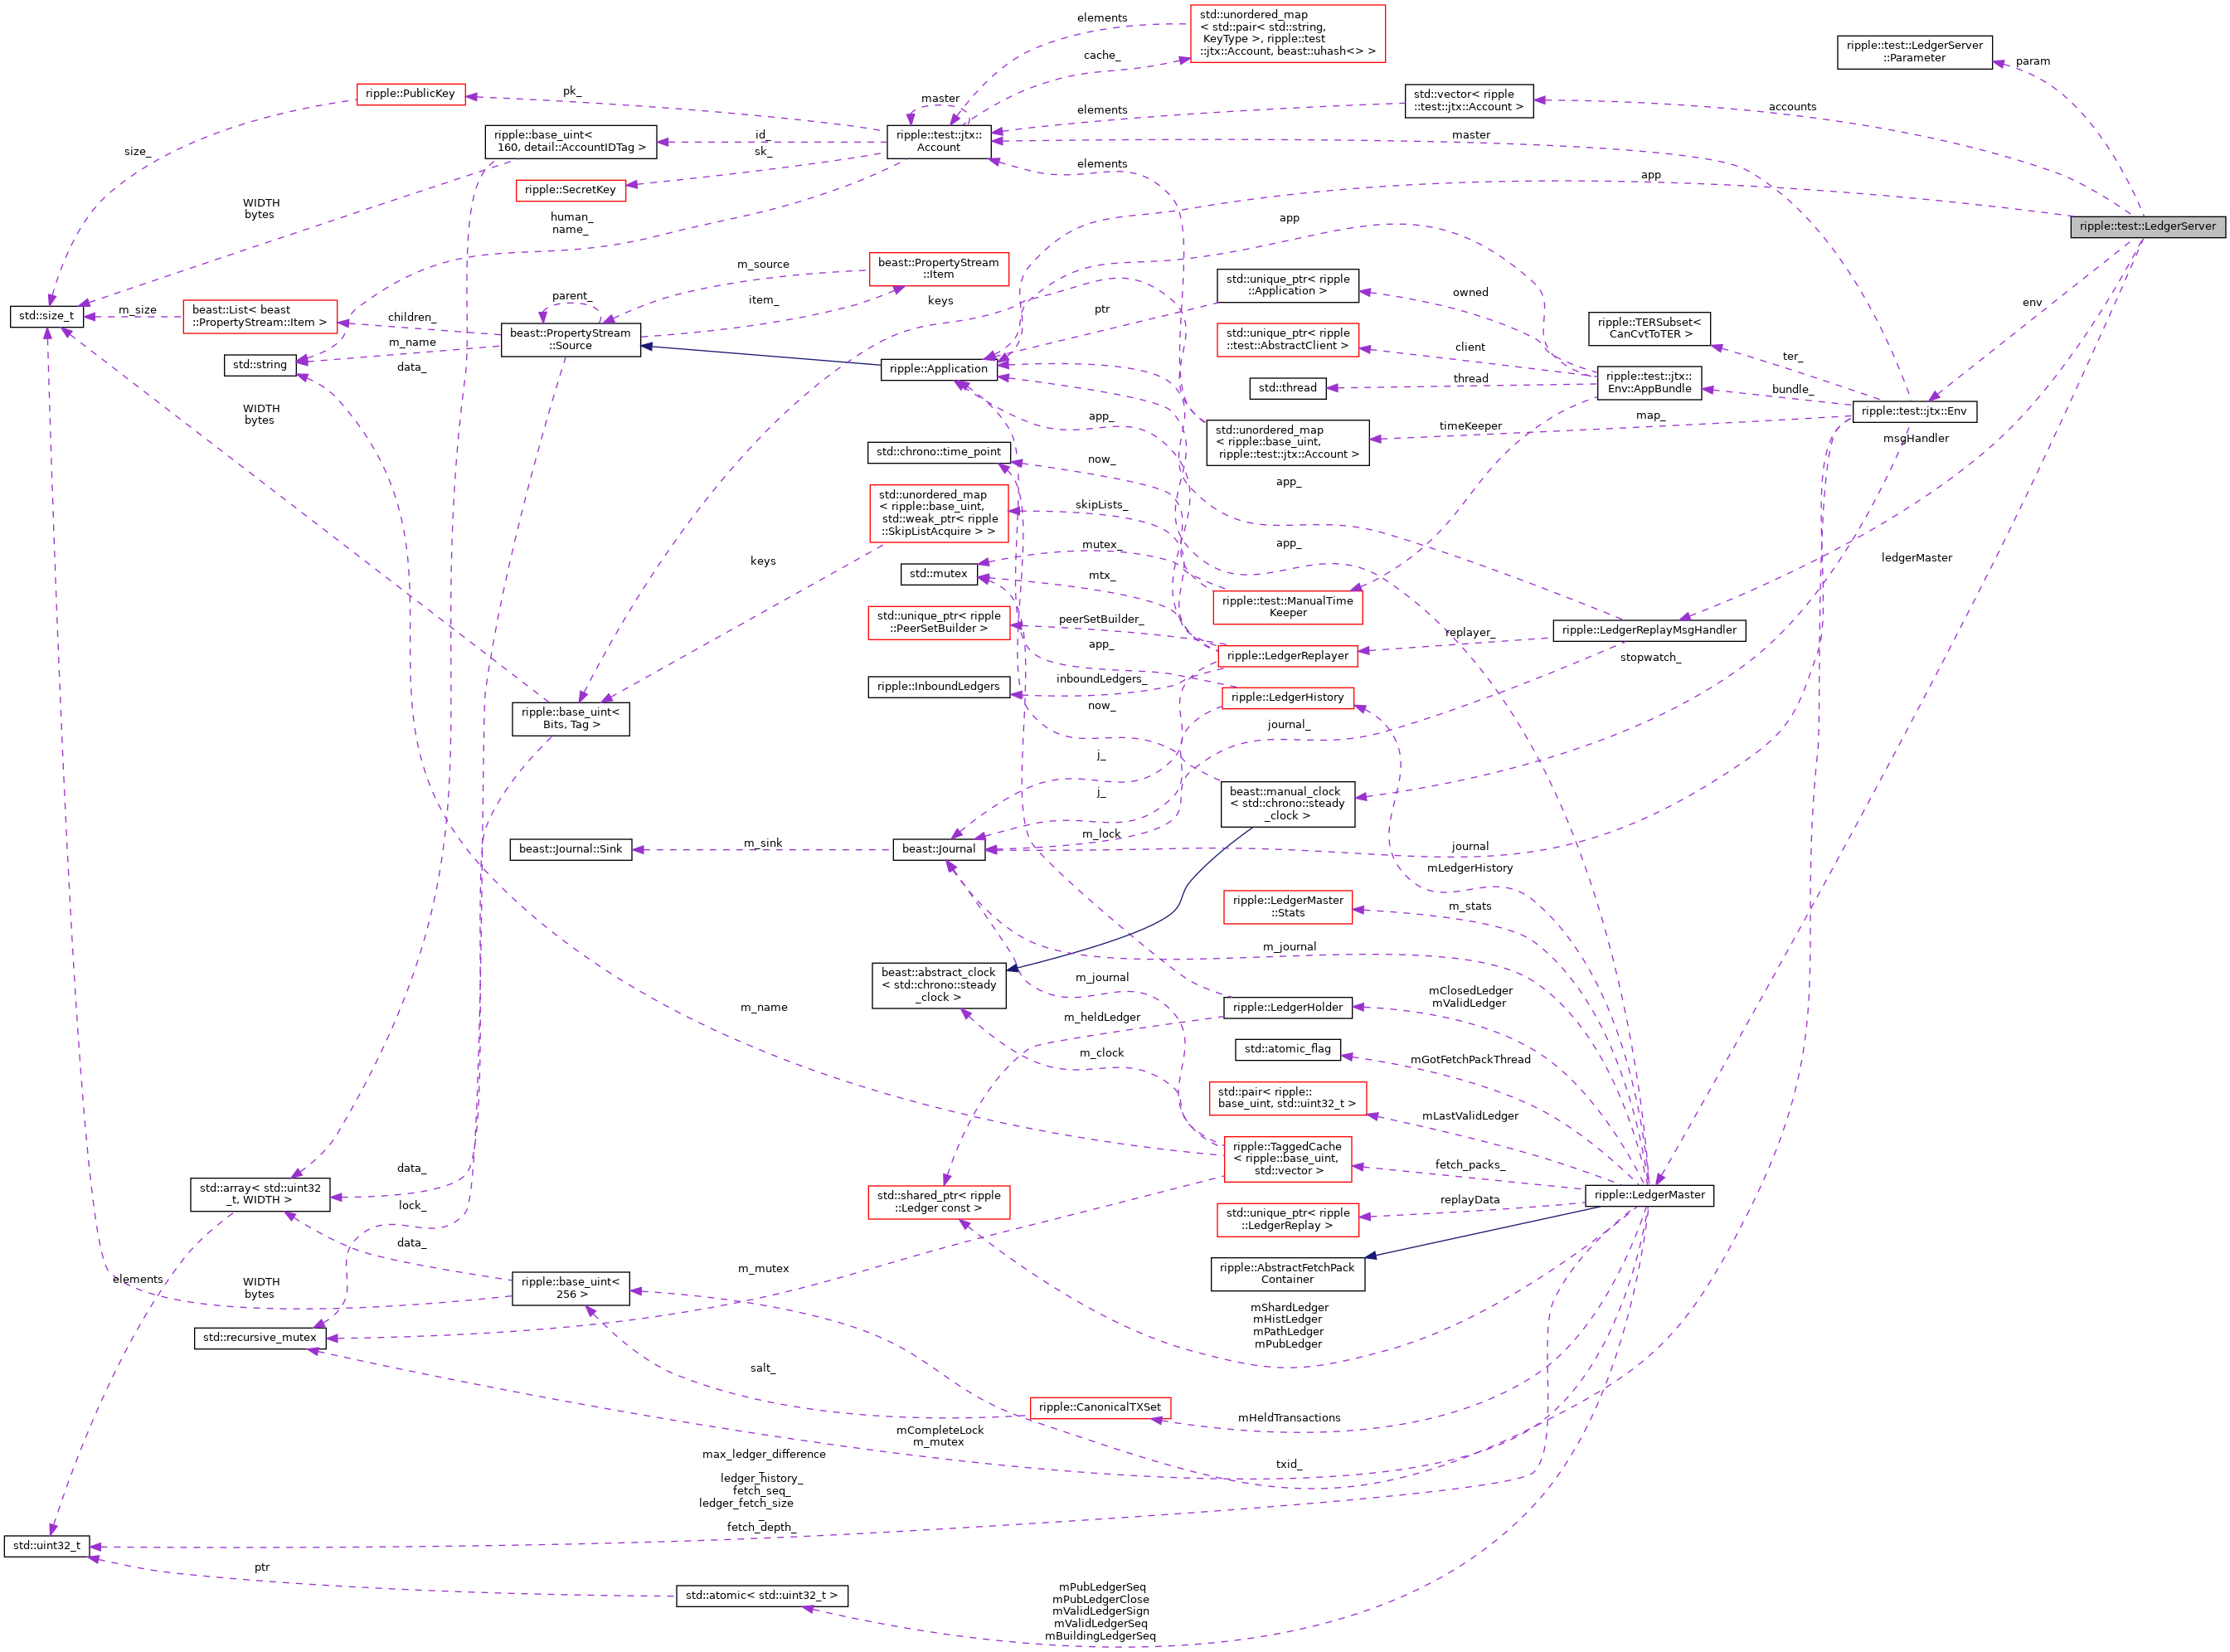 std::unordered_map
< std::pair< std::string,
KeyType >, ripple::test
::jtx::Account, beast::uhash<> >
elements
cache_
ripple::test::LedgerServer
::Parameter
param
ripple::PublicKey
pk_
master
std::vector< ripple
::test::jtx::Account >
elements
accounts
ripple::base_uint<
160, detail::AccountIDTag >
id_
ripple::test::jtx::
Account
master
size_
sk_
ripple::SecretKey
elements
app
WIDTH
bytes
human_
name_
app
ripple::test::LedgerServer
beast::PropertyStream
::Item
m_source
std::unique_ptr< ripple
::Application >
owned
parent_
item_
keys
env
std::size_t
m_size
beast::List< beast
::PropertyStream::Item >
children_
ptr
beast::PropertyStream
::Source
ripple::TERSubset<
CanCvtToTER >
std::unique_ptr< ripple
::test::AbstractClient >
client
ter_
m_name
std::string
data_
ripple::Application
std::thread
thread
ripple::test::jtx::
Env::AppBundle
bundle_
WIDTH
bytes
app_
map_
ripple::test::jtx::Env
timeKeeper
std::unordered_map
< ripple::base_uint,
ripple::test::jtx::Account >
msgHandler
std::chrono::time_point
now_
app_
std::unordered_map
< ripple::base_uint,
std::weak_ptr< ripple
::SkipListAcquire > >
skipLists_
keys
mutex_
app_
ledgerMaster
std::mutex
mtx_
ripple::test::ManualTime
Keeper
std::unique_ptr< ripple
::PeerSetBuilder >
peerSetBuilder_
replayer_
ripple::LedgerReplayMsgHandler
app_
ripple::LedgerReplayer
stopwatch_
ripple::InboundLedgers
inboundLedgers_
ripple::LedgerHistory
now_
ripple::base_uint<
Bits, Tag >
journal_
j_
j_
beast::manual_clock
< std::chrono::steady
_clock >
m_lock
beast::Journal::Sink
m_sink
beast::Journal
journal
mLedgerHistory
ripple::LedgerMaster
::Stats
m_stats
m_journal
beast::abstract_clock
< std::chrono::steady
_clock >
m_journal
mClosedLedger
mValidLedger
m_name
m_heldLedger
ripple::LedgerHolder
m_clock
std::atomic_flag
mGotFetchPackThread
std::pair< ripple::
base_uint, std::uint32_t >
mLastValidLedger
ripple::TaggedCache
< ripple::base_uint,
std::vector >
fetch_packs_
data_
std::array< std::uint32
_t, WIDTH >
lock_
std::shared_ptr< ripple
::Ledger const >
std::unique_ptr< ripple
::LedgerReplay >
replayData
ripple::LedgerMaster
data_
m_mutex
ripple::AbstractFetchPack
Container
elements
WIDTH
bytes
ripple::base_uint<
256 >
std::recursive_mutex
mShardLedger
mHistLedger
mPathLedger
mPubLedger
salt_
ripple::CanonicalTXSet
mHeldTransactions
mCompleteLock
m_mutex
txid_
max_ledger_difference
_
ledger_history_
fetch_seq_
ledger_fetch_size
_
fetch_depth_
std::uint32_t
ptr
std::atomic< std::uint32_t >
mPubLedgerSeq
mPubLedgerClose
mValidLedgerSign
mValidLedgerSeq
mBuildingLedgerSeq